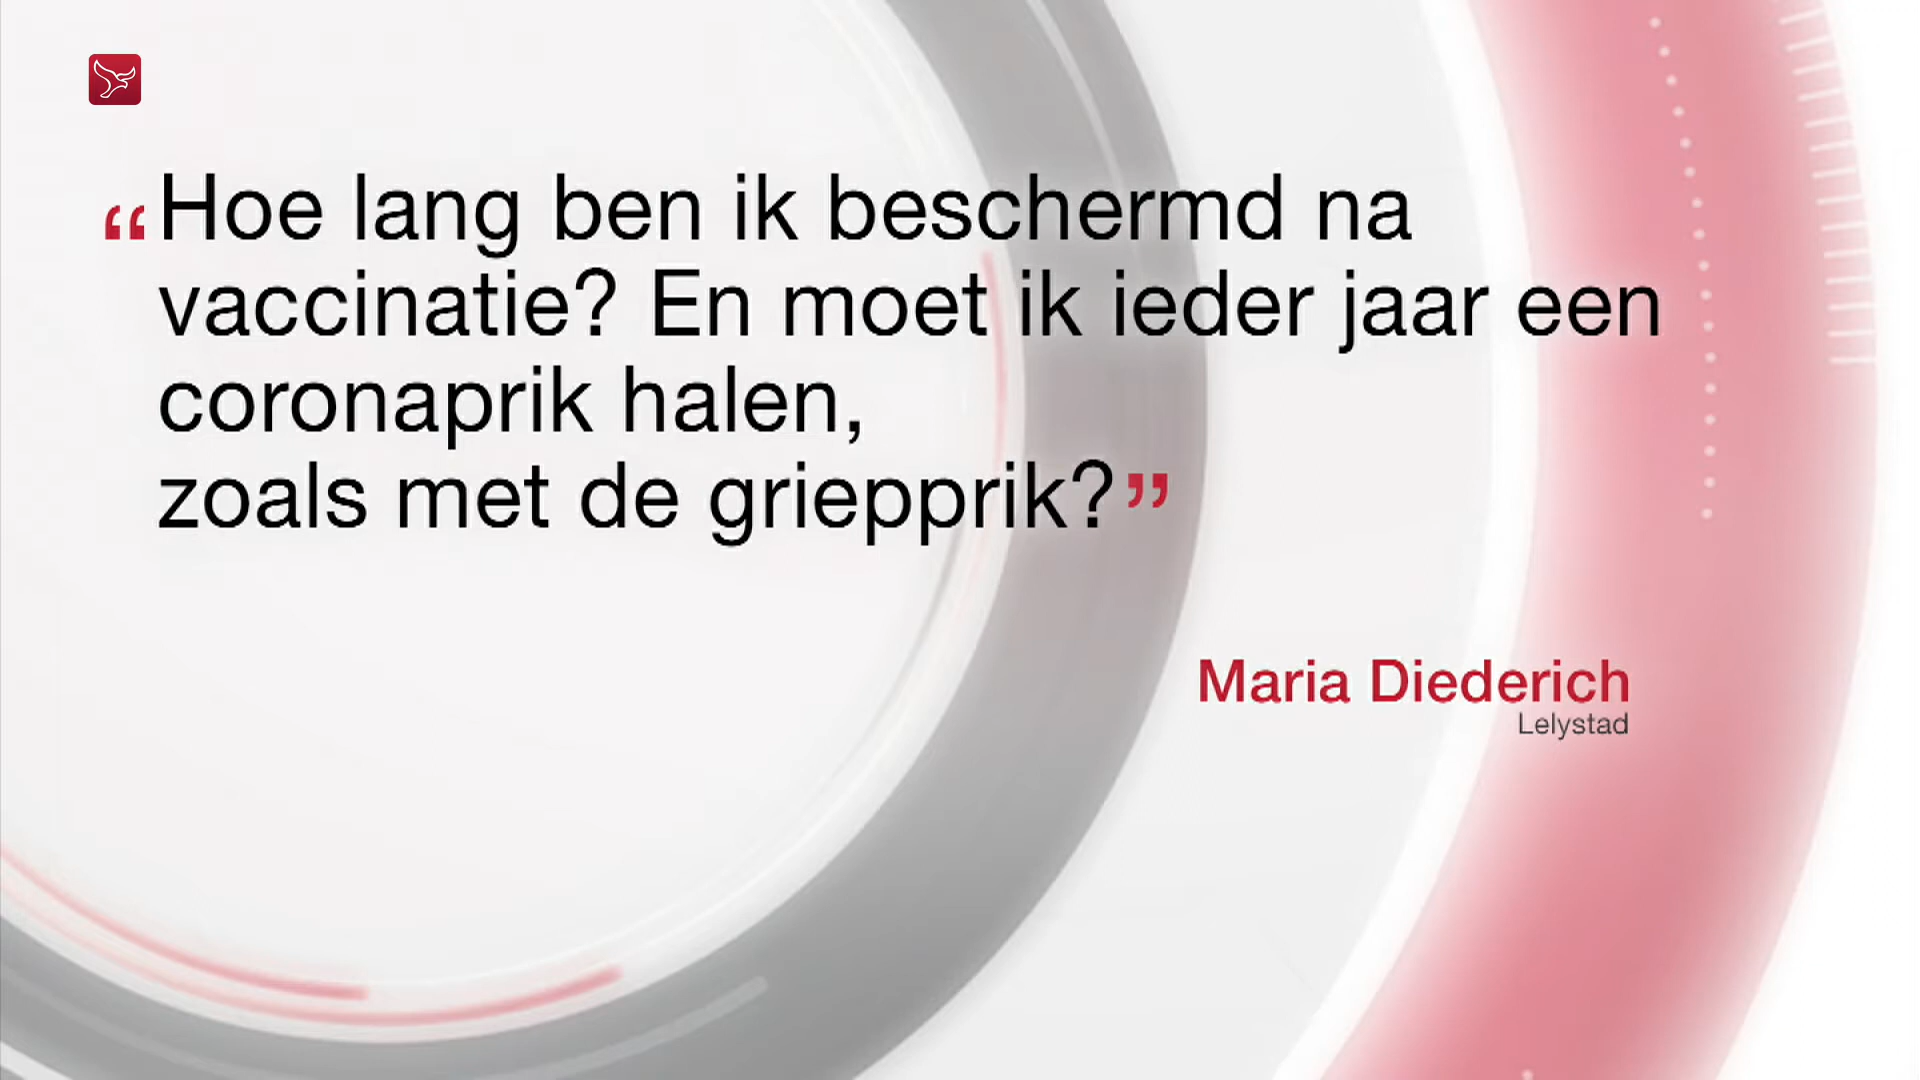 “Hoe lang ben ik beschermd na
vaccinatie? En moet ik ieder jaar een
coronaprik halen,
zoals met de griepprik?”
Maria Diederich
Lelystad